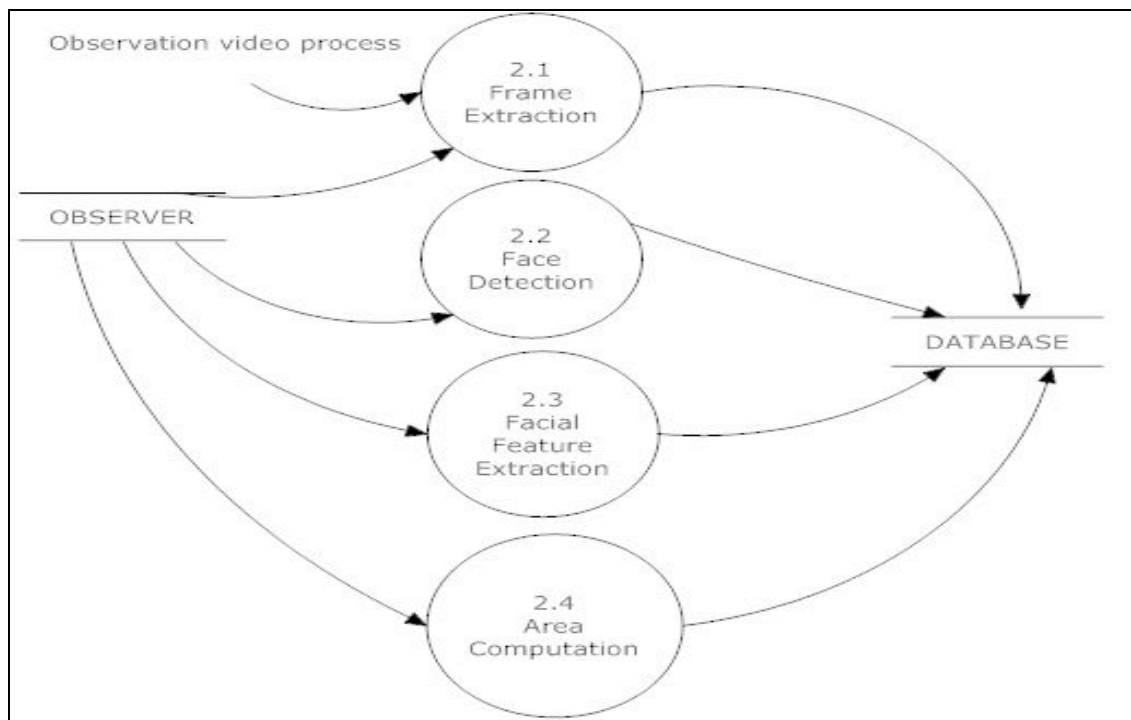 Observation video process
2.1
Frame
Extraction
OBSERVER
2.2
Face
Detection
DATABASE
2.3
Facial
Feature
Extraction
2.4
Area
Computation